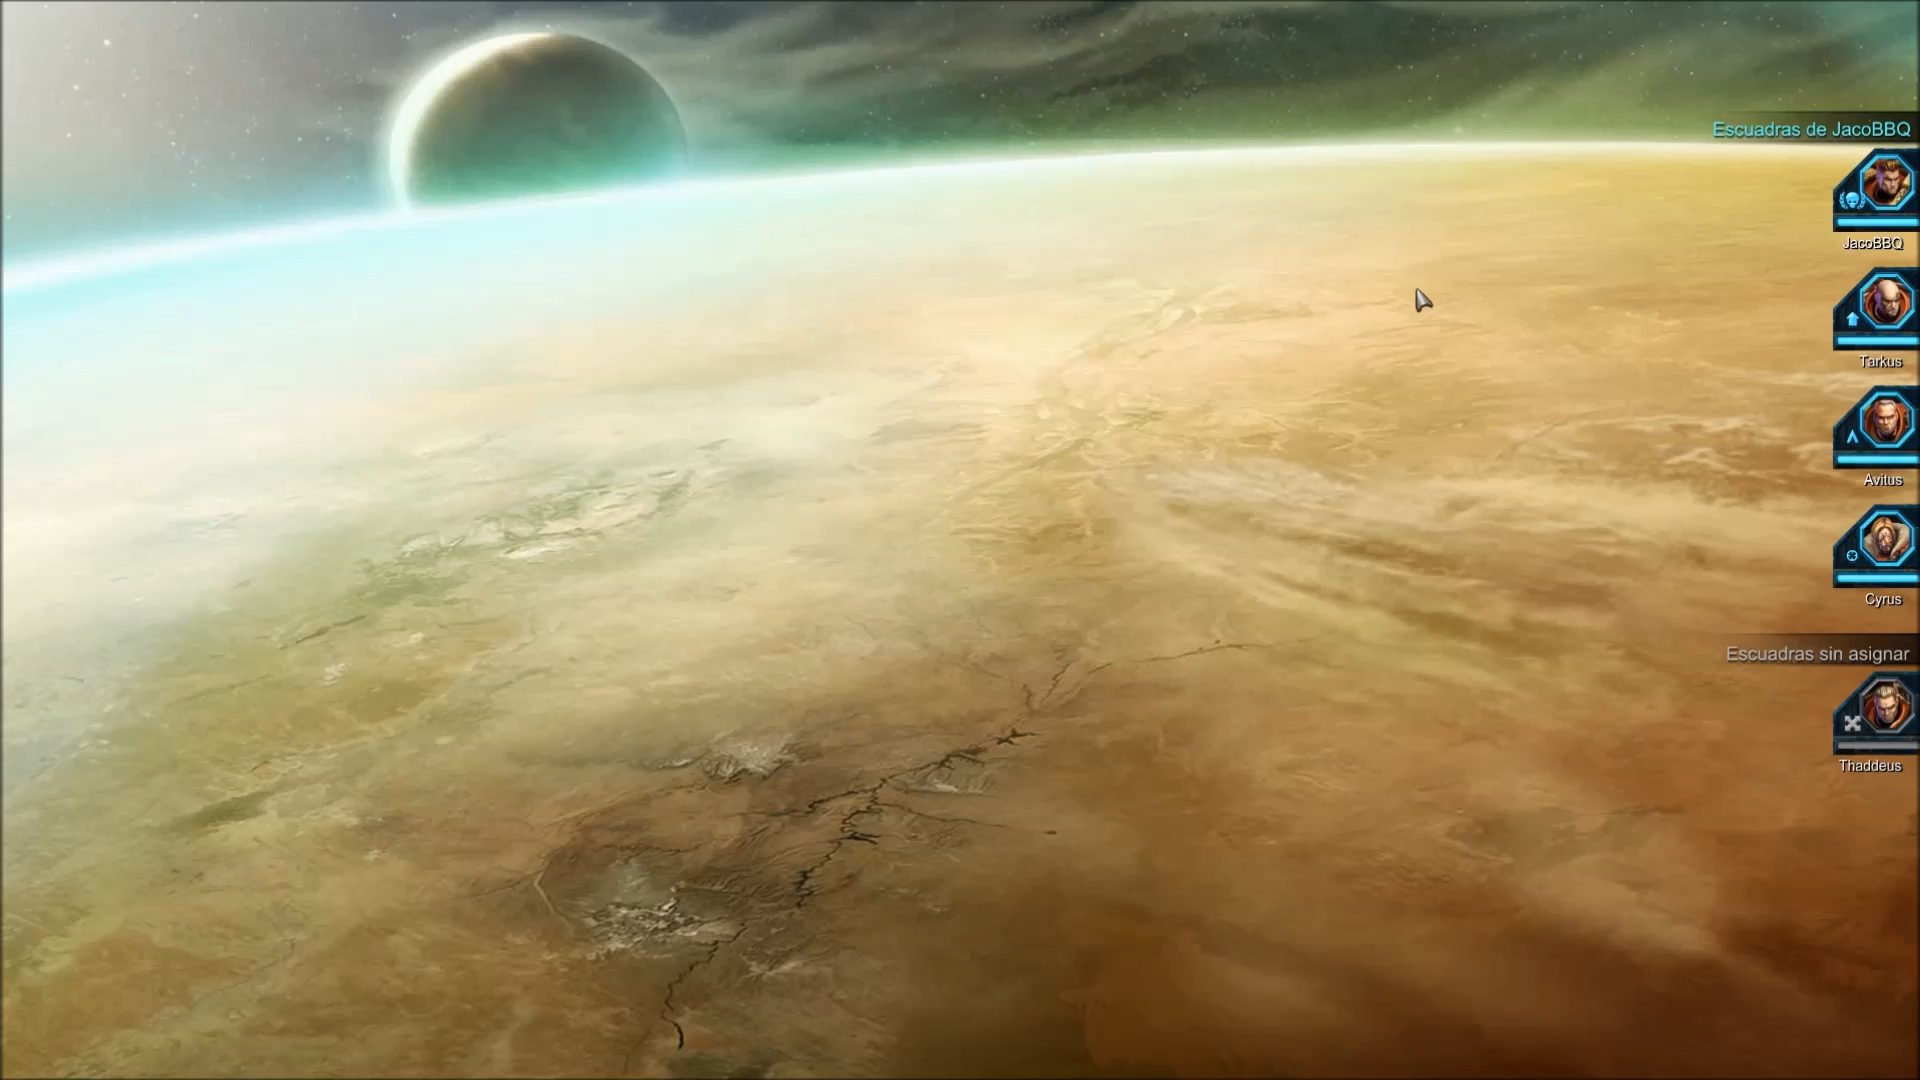 Escuadras de JacoBBQ
JacoBBQ
Tarkus
Avitus
Cyrus
Escuadras sin asignar
Thaddeus